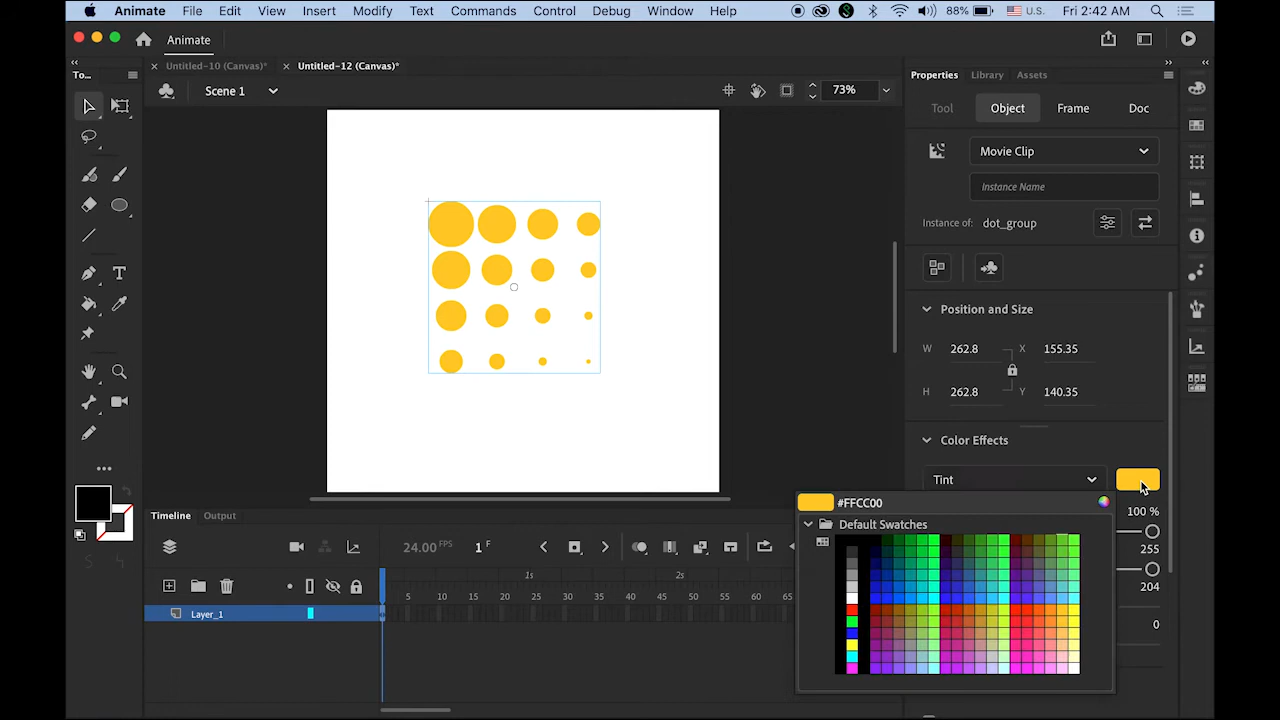 Animate File Edit View Insert Modify Text Commands Control Debug Window Help 88% U.S. Fri 2:42 AM
Animate
To... Untitled-10 (Canvas)* Untitled-12 (Canvas)* Properties Library Assets
Scene 1 73%
Tool Object Frame Doc
Movie Clip
Instance Name
Instance of: dot_group
Position and Size
W 262.8 X 155.35
H 262.8 Y 140.35
Color Effects
Tint
#FFCC00
100 %
Default Swatches
255
204
0
Timeline Output
24.00 FPS 1 F
1s 2s
5 10 15 20 25 30 35 40 45 50 55 60 65
Layer_1